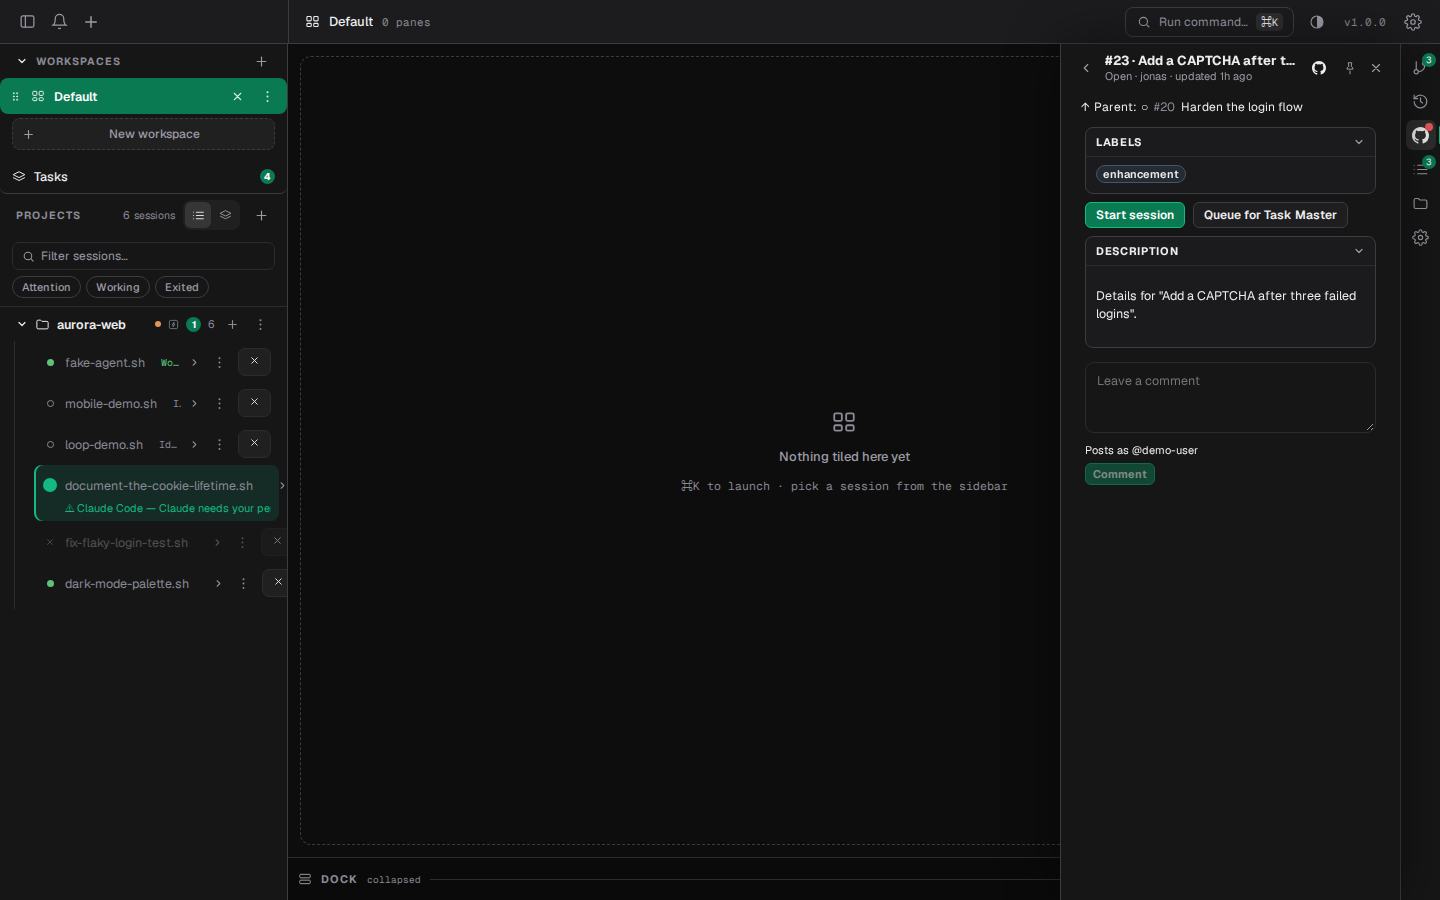 Default 0 panes
Run command... ⌘K
v1.0.0
WORKSPACES
Default
New workspace
Tasks 4
PROJECTS 6 sessions
Filter sessions...
Attention Working Exited
aurora-web 1 6
fake-agent.sh Wo...
mobile-demo.sh I.
loop-demo.sh Id...
document-the-cookie-lifetime.sh
⚠ Claude Code — Claude needs your pe
fix-flaky-login-test.sh
dark-mode-palette.sh
Nothing tiled here yet
⌘K to launch · pick a session from the sidebar
DOCK collapsed
#23 · Add a CAPTCHA after t...
Open · jonas · updated 1h ago
↑ Parent: ○ #20 Harden the login flow
LABELS
enhancement
Start session Queue for Task Master
DESCRIPTION
Details for "Add a CAPTCHA after three failed
logins".
Leave a comment
Posts as @demo-user
Comment
3
3